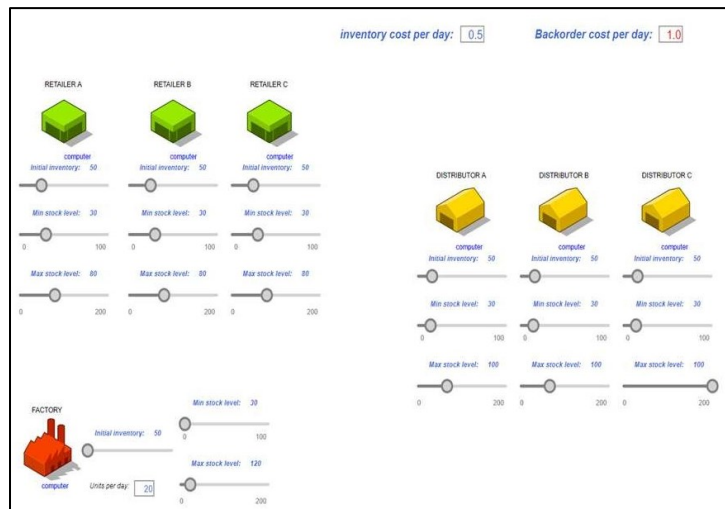 inventory cost per day: 0.5 Backorder cost per day: 1.0
RETAILER A RETAILER B RETAILER C
computer computer computer
Initial inventory: 50 Initial inventory: 50 Initial inventory: 50
Min stock level: 30 Min stock level: 30 Min stock level: 30
0 100 0 100 0 100
Max stock level: 80 Max stock level: 80 Max stock level: 80
0 200 0 200 0 200
DISTRIBUTOR A DISTRIBUTOR B DISTRIBUTOR C
computer computer computer
Initial inventory: 50 Initial inventory: 50 Initial inventory: 50
Min stock level: 30 Min stock level: 30 Min stock level: 30
0 100 0 100 0 100
Max stock level: 100 Max stock level: 100 Max stock level: 100
0 200 0 200 0 200
FACTORY
computer
Initial inventory: 50
Units per day: 20
Min stock level: 30
0 100
Max stock level: 120
0 200